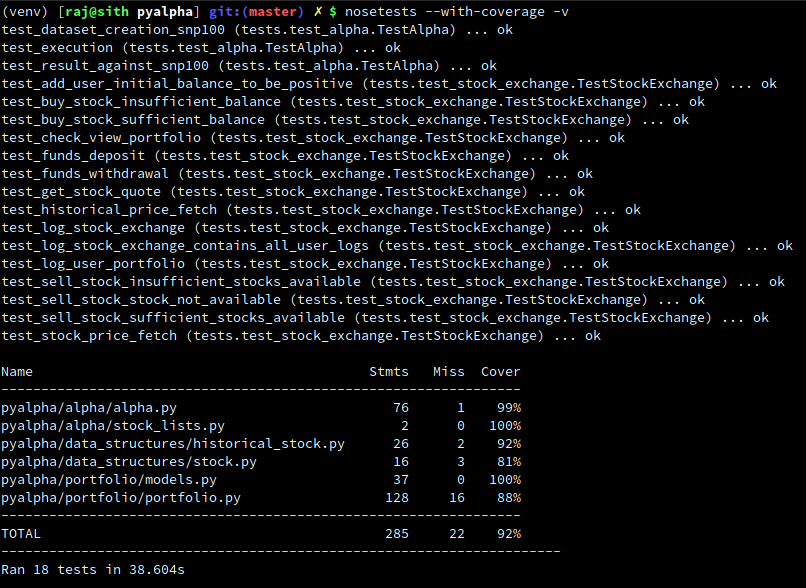 (venv) [raj@sith pyalpha] git:(master) ✗ $ nosetests --with-coverage -v
test_dataset_creation_snp100 (tests.test_alpha.TestAlpha) ... ok
test_execution (tests.test_alpha.TestAlpha) ... ok
test_result_against_snp100 (tests.test_alpha.TestAlpha) ... ok
test_add_user_initial_balance_to_be_positive (tests.test_stock_exchange.TestStockExchange) ... ok
test_buy_stock_insufficient_balance (tests.test_stock_exchange.TestStockExchange) ... ok
test_buy_stock_sufficient_balance (tests.test_stock_exchange.TestStockExchange) ... ok
test_check_view_portfolio (tests.test_stock_exchange.TestStockExchange) ... ok
test_funds_deposit (tests.test_stock_exchange.TestStockExchange) ... ok
test_funds_withdrawal (tests.test_stock_exchange.TestStockExchange) ... ok
test_get_stock_quote (tests.test_stock_exchange.TestStockExchange) ... ok
test_historical_price_fetch (tests.test_stock_exchange.TestStockExchange) ... ok
test_log_stock_exchange (tests.test_stock_exchange.TestStockExchange) ... ok
test_log_stock_exchange_contains_all_user_logs (tests.test_stock_exchange.TestStockExchange) ... ok
test_log_user_portfolio (tests.test_stock_exchange.TestStockExchange) ... ok
test_sell_stock_insufficient_stocks_available (tests.test_stock_exchange.TestStockExchange) ... ok
test_sell_stock_stock_not_available (tests.test_stock_exchange.TestStockExchange) ... ok
test_sell_stock_sufficient_stocks_available (tests.test_stock_exchange.TestStockExchange) ... ok
test_stock_price_fetch (tests.test_stock_exchange.TestStockExchange) ... ok

Name                                          Stmts   Miss  Cover
-----------------------------------------------------------------
pyalpha/alpha/alpha.py                           76      1    99%
pyalpha/alpha/stock_lists.py                      2      0   100%
pyalpha/data_structures/historical_stock.py      26      2    92%
pyalpha/data_structures/stock.py                 16      3    81%
pyalpha/portfolio/models.py                      37      0   100%
pyalpha/portfolio/portfolio.py                  128     16    88%
-----------------------------------------------------------------
TOTAL                                           285     22    92%
----------------------------------------------------------------------
Ran 18 tests in 38.604s